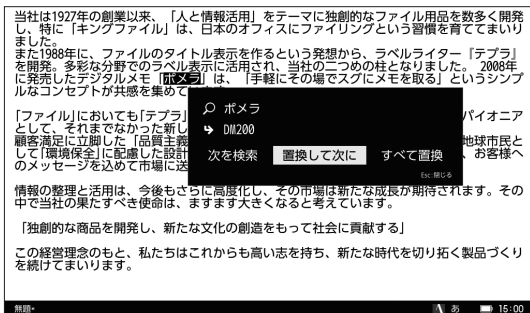 当社は1927年の創業以来、「人と情報活用」をテーマに独創的なファイル用品を数多く開発
し、特に「キングファイル」は、日本のオフィスにファイリングという習慣を育ててまいり
ました。
また1988年に、ファイルのタイトル表示を作るという発想から、ラベルライター『テプラ』
を開発。多彩な分野でのラベル表示に活用され、当社の二つめの柱となりました。 2008年
に発売したデジタルメモ「ポメラ」は、「手軽にその場でスグにメモを取る」というシンプ
ルなコンセプトが共感を集めて
「ファイル」においても「テプラ」
パイオニア
として、それまでなかった新し
顧客満足に立脚した「品質主義
地球市民と
して「環境保全」に配慮した設計
、お客様へ
のメッセージを込めて市場に送
ポメラ
DM200
次を検索 置換して次に すべて置換
Esc:閉じる
情報の整理と活用は、今後もさらに高度化し、その市場は新たな成長が期待されます。その
中で当社の果たすべき使命は、ますます大きくなると考えています。
「独創的な商品を開発し、新たな文化の創造をもって社会に貢献する」
この経営理念のもと、私たちはこれからも高い志を持ち、新たな時代を切り拓く製品づくり
を続けてまいります。
無題* あ 15:00